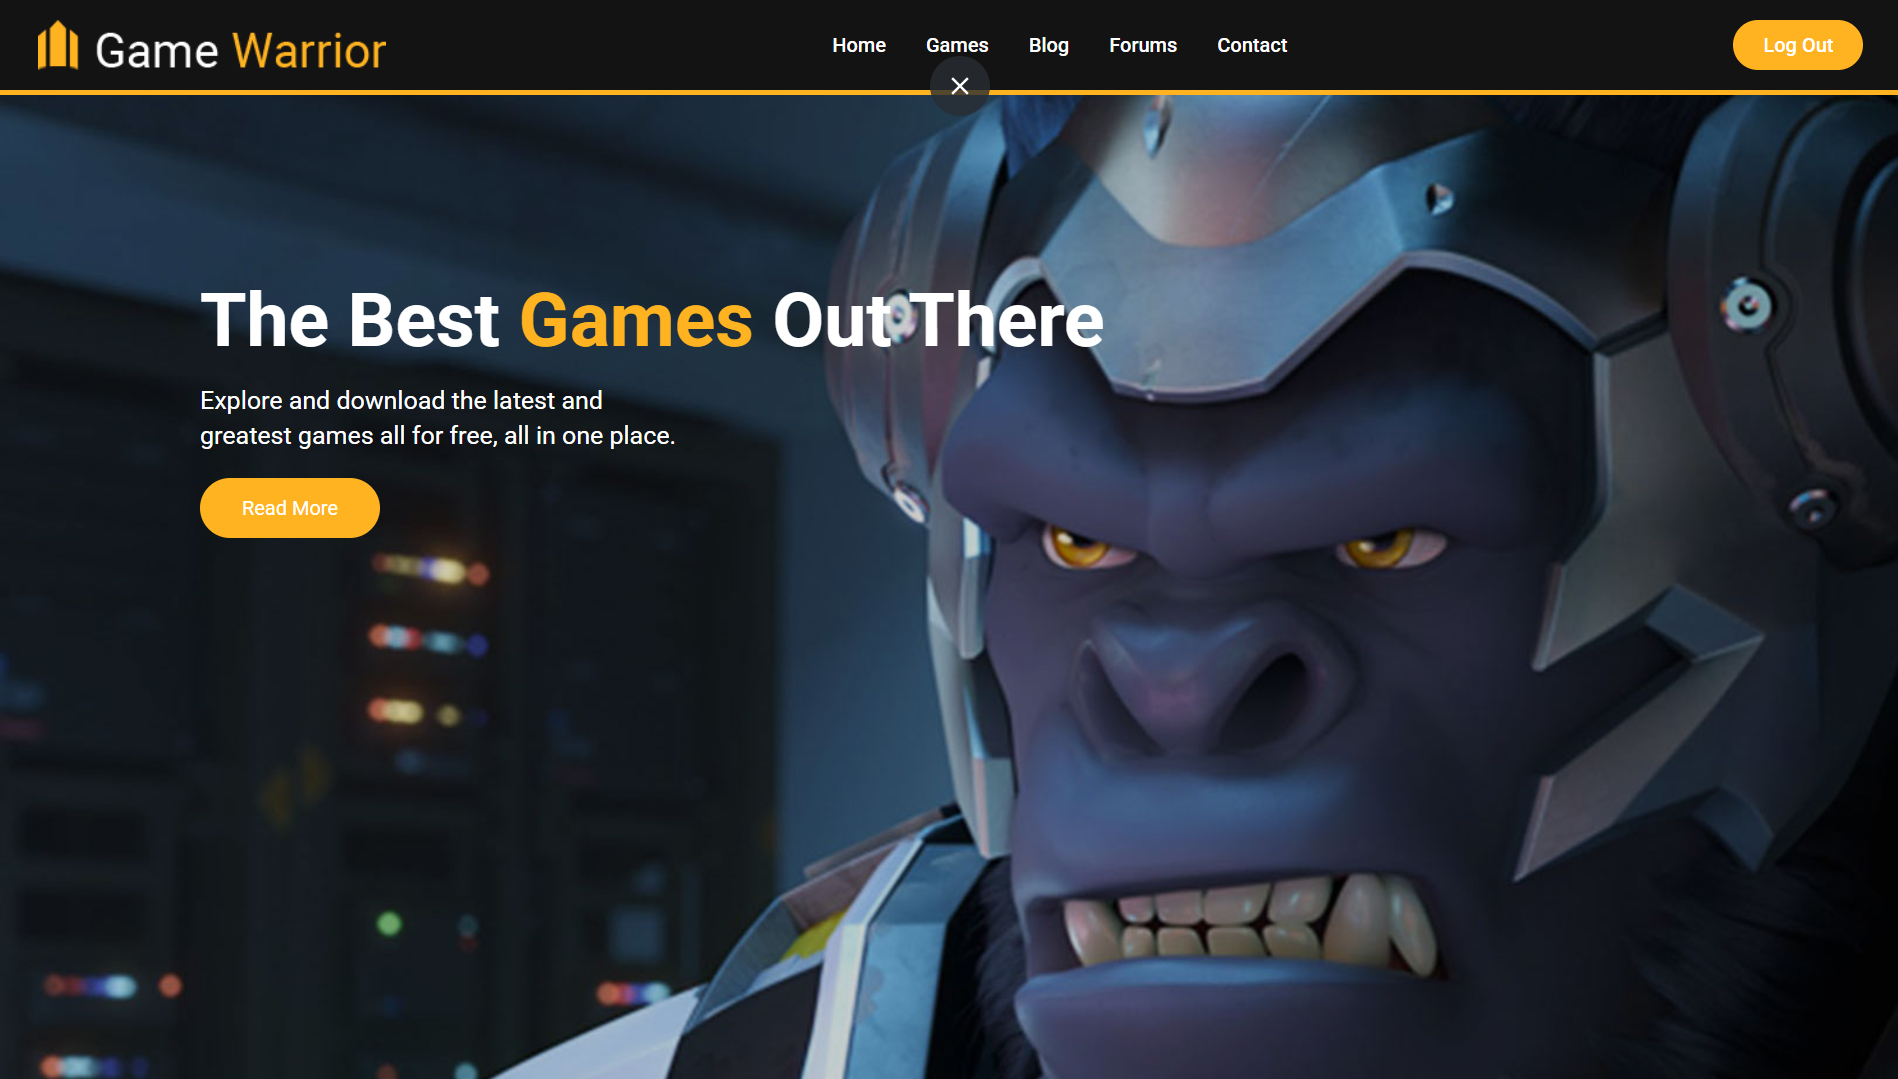 Game Warrior
Home Games Blog Forums Contact
Log Out
The Best Games Out There
Explore and download the latest and
greatest games all for free, all in one place.
Read More